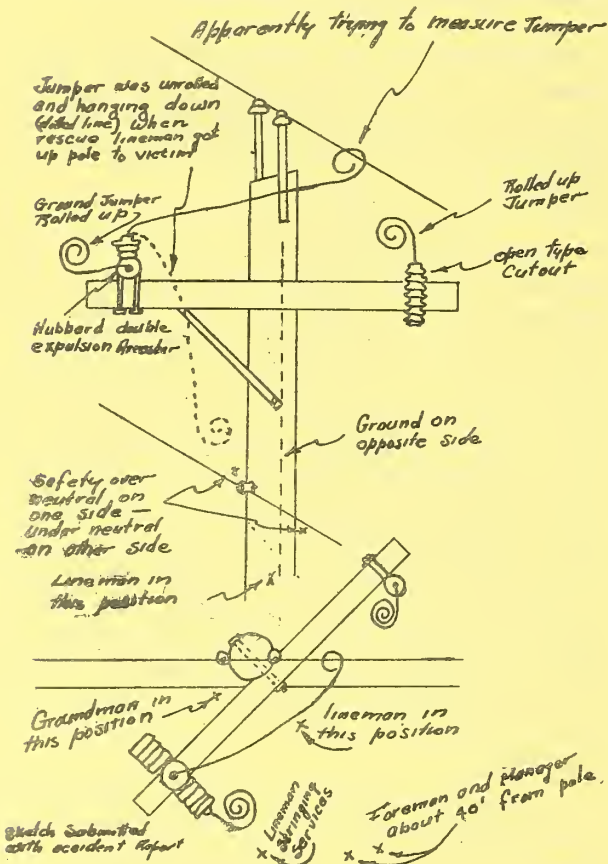 Apparently trying to measure Jumper
Jumper was unrolled
and hanging down
(dotted line) when
rescue lineman got
up pole to victim
Ground Jumper
Rolled up
Rolled up
Jumper
open type
Cutout
Hubbard double
expulsion Arrester
Ground on
opposite side
Safety over
neutral on
one side —
under neutral
on other side
Lineman in
this position
Groundman in
this position
lineman in
this position
Lineman
Stringing
Services
Foreman and Manager
about 40' from pole.
Sketch Submitted
with accident Report